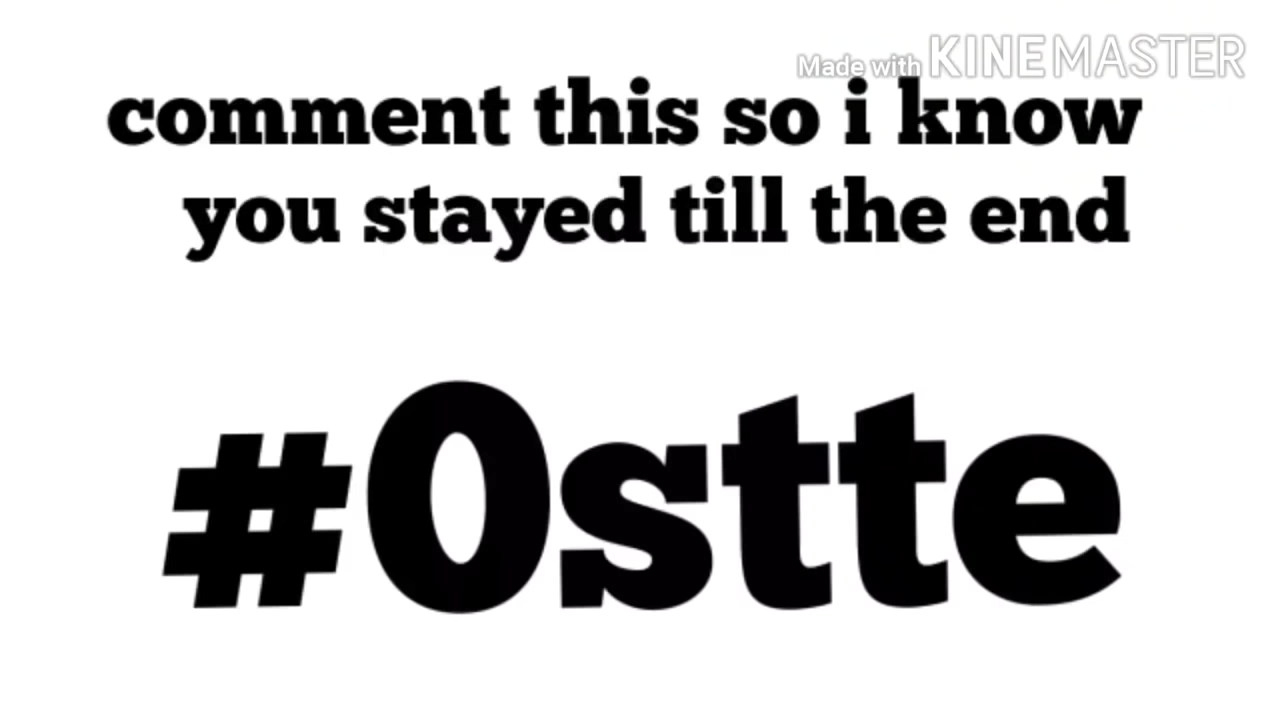 Made with KINEMASTER
comment this so i know
you stayed till the end
#0stte